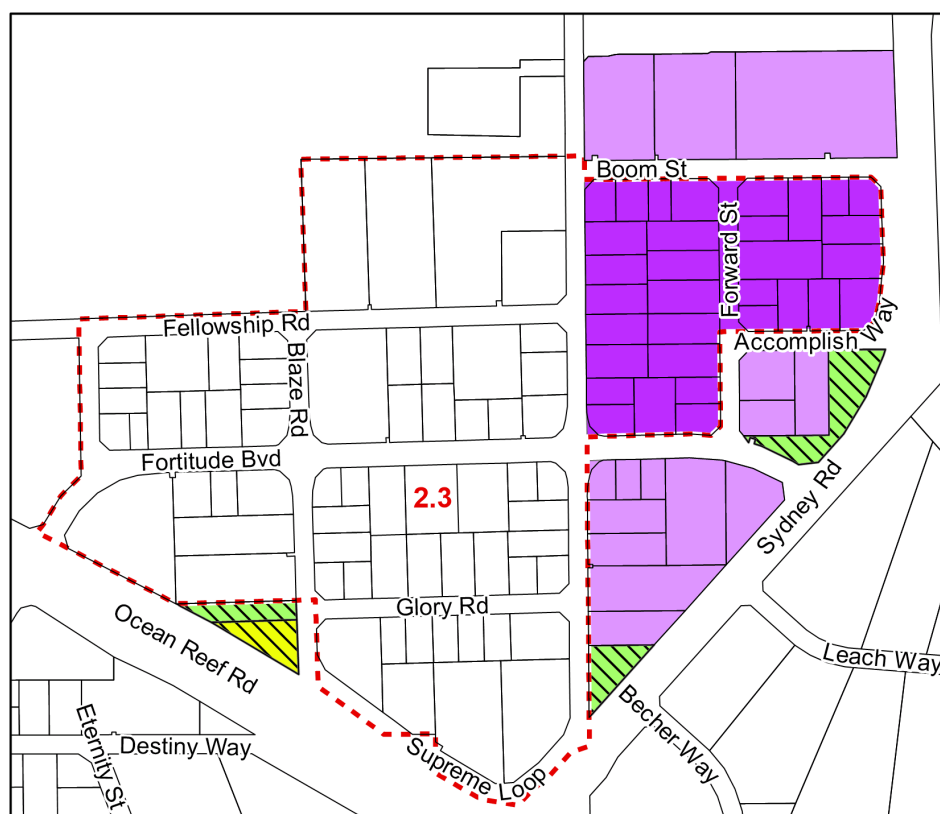 Boom St
Forward St
Fellowship Rd
Accomplish Way
Blaze Rd
Fortitude Bvd
2.3
Sydney Rd
Glory Rd
Ocean Reef Rd
Leach Way
Becher Way
Eternity St
Destiny Way
Supreme Loop